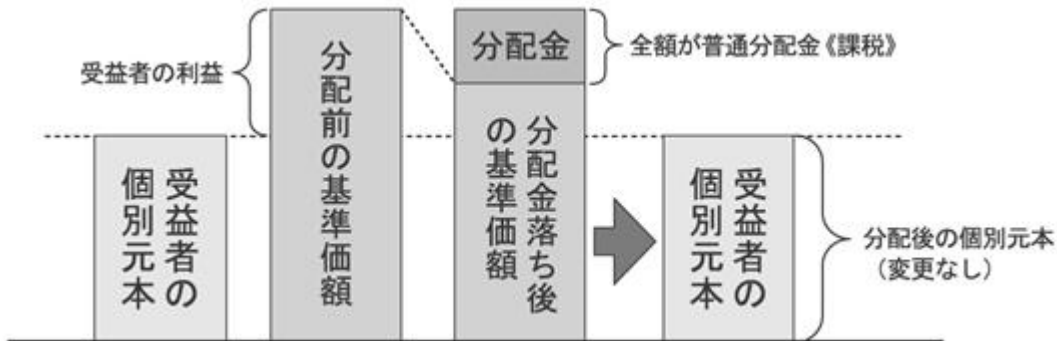 受益者の利益
受益者の
個別元本
分配前の基準価額
分配金
全額が普通分配金《課税》
分配金落ち後
の基準価額
受益者の
個別元本
分配後の個別元本
（変更なし）